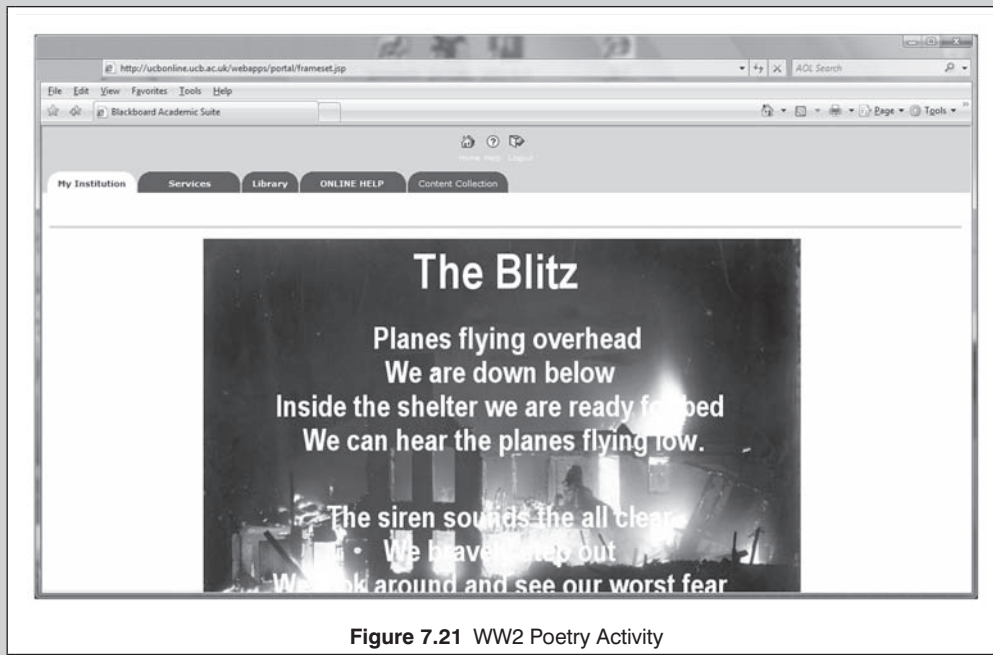 http://ucbonline.ucb.ac.uk/webapps/portal/frameset.jsp
AOL Search
File Edit View Favorites Tools Help
Blackboard Academic Suite
Page Tools
Home Help Logout
My Institution Services Library ONLINE HELP Content Collection
The Blitz
Planes flying overhead
We are down below
Inside the shelter we are ready for bed
We can hear the planes flying low.
The siren sounds the all clear
We bravely step out
We look around and see our worst fear
Figure 7.21 WW2 Poetry Activity